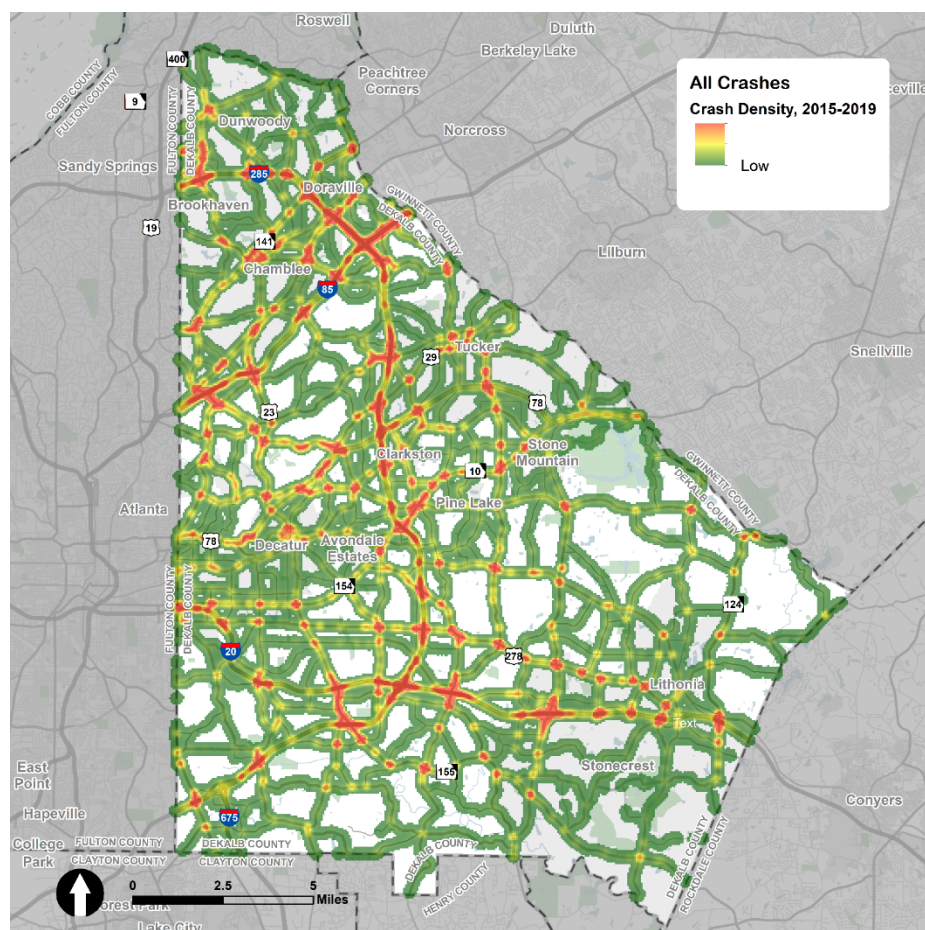 Roswell
Duluth
Berkeley Lake
400
COBB COUNTY
FULTON COUNTY
9
Peachtree
Corners
All Crashes
Crash Density, 2015-2019
Low
ceville
FULTON COUNTY
DEKALB COUNTY
Dunwoody
Norcross
Sandy Springs
285
Doraville
GWINNETT COUNTY
DEKALB COUNTY
Brookhaven
19
141
Chamblee
Lilburn
85
29
Tucker
Snellville
78
23
Clarkston
Stone
Mountain
10
GWINNETT COUNTY
DEKALB COUNTY
Pine Lake
Atlanta
78
Decatur
Avondale
Estates
154
124
FULTON COUNTY
DEKALB COUNTY
20
278
Lithonia
Text
Stonecrest
155
East
Point
Hapeville
675
Conyers
College
Park
FULTON COUNTY
CLAYTON COUNTY
DEKALB COUNTY
CLAYTON COUNTY
DEKALB COUNTY
HENRY COUNTY
DEKALB COUNTY
ROCKDALE COUNTY
0 2.5 5
Miles
orest Park
Lake City